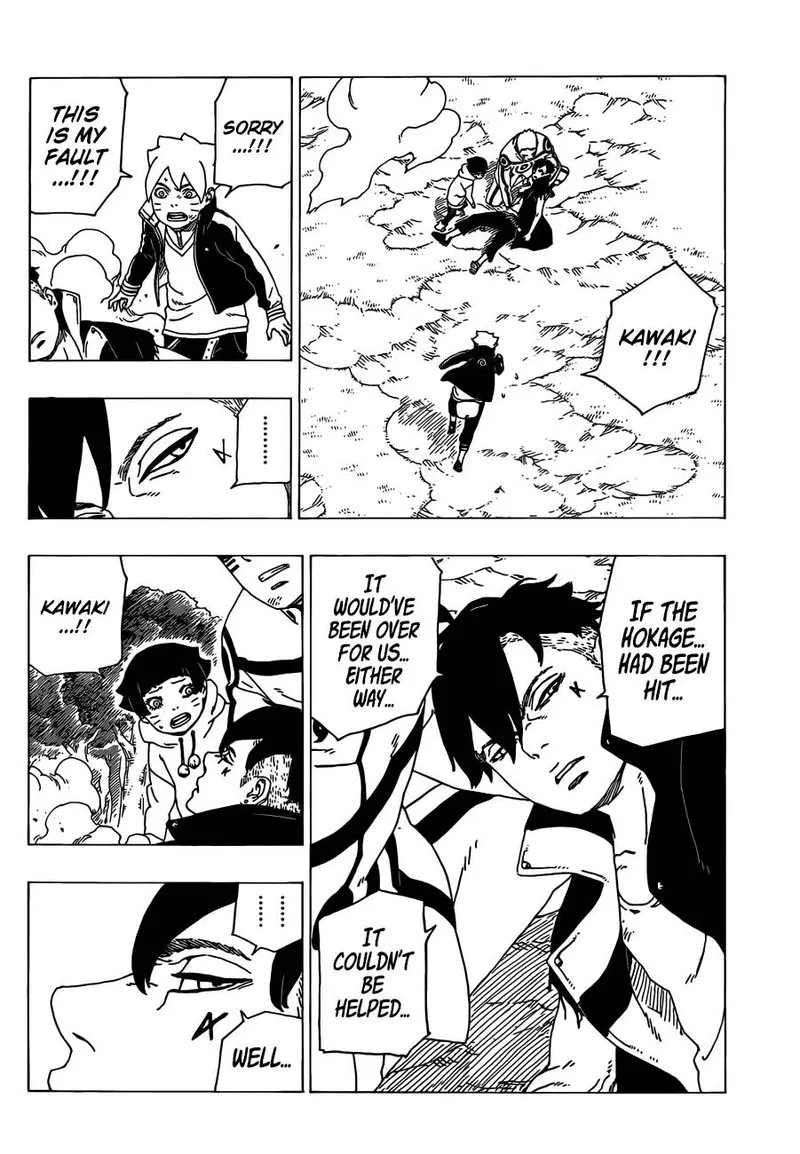 KAWAKI
!!!
SORRY
...!!!
THIS
IS MY
FAULT
...!!!
.........
IF THE
HOKAGE...
HAD BEEN
HIT...
IT
WOULD'VE
BEEN OVER
FOR US...
EITHER
WAY...
IT
COULDN'T
BE
HELPED...
KAWAKI
...!!
......
WELL...